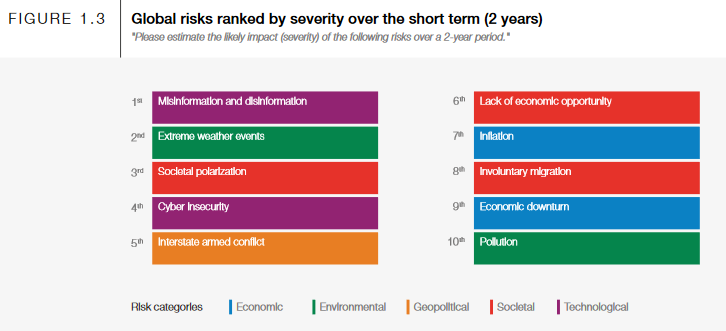 FIGURE 1.3
Global risks ranked by severity over the short term (2 years)
"Please estimate the likely impact (severity) of the following risks over a 2-year period."
1st Misinformation and disinformation
2nd Extreme weather events
3rd Societal polarization
4th Cyber insecurity
5th Interstate armed conflict
6th Lack of economic opportunity
7th Inflation
8th Involuntary migration
9th Economic downturn
10th Pollution
Risk categories Economic Environmental Geopolitical Societal Technological